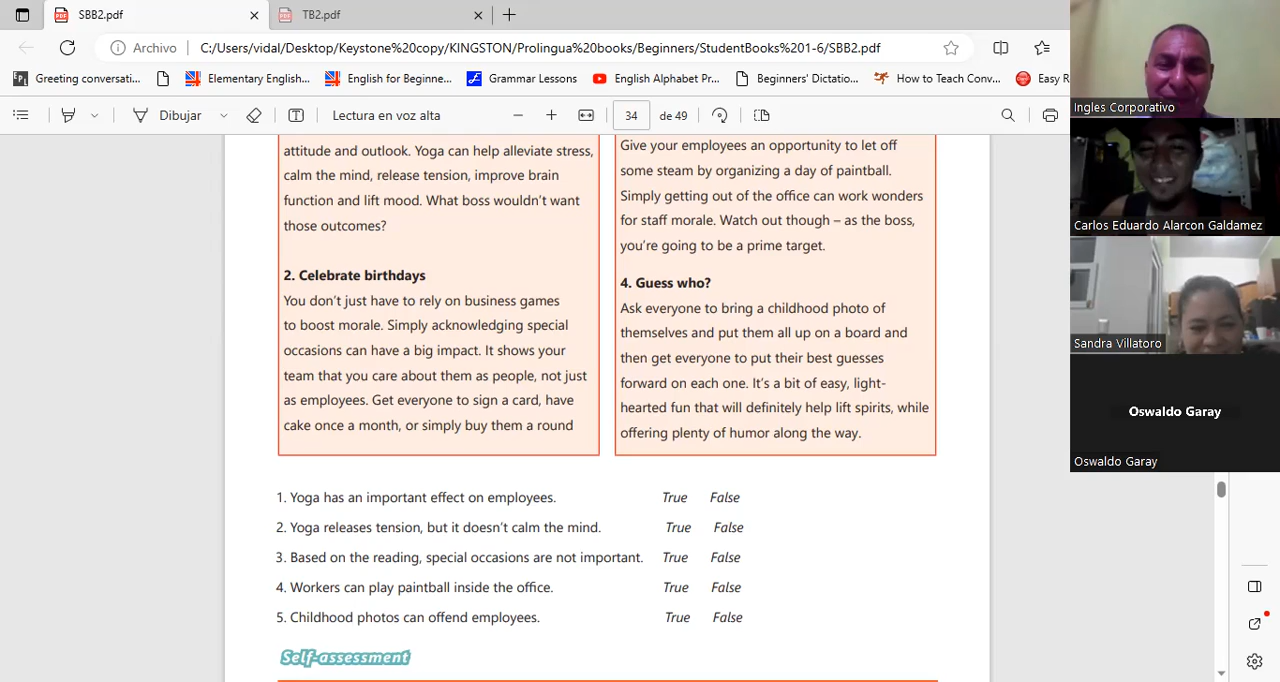 SBB2.pdf
TB2.pdf
Archivo
C:/Users/vidal/Desktop/Keystone%20copy/KINGSTON/Prolingua%20books/Beginners/StudentBooks%201-6/SBB2.pdf
Greeting conversati...
Elementary English...
English for Beginne...
Grammar Lessons
English Alphabet Pr...
Beginners' Dictatio...
How to Teach Conv...
Easy R
Dibujar
Lectura en voz alta
34
de 49
attitude and outlook. Yoga can help alleviate stress,
calm the mind, release tension, improve brain
function and lift mood. What boss wouldn't want
those outcomes?
2. Celebrate birthdays
You don't just have to rely on business games
to boost morale. Simply acknowledging special
occasions can have a big impact. It shows your
team that you care about them as people, not just
as employees. Get everyone to sign a card, have
cake once a month, or simply buy them a round
Give your employees an opportunity to let off
some steam by organizing a day of paintball.
Simply getting out of the office can work wonders
for staff morale. Watch out though – as the boss,
you're going to be a prime target.
4. Guess who?
Ask everyone to bring a childhood photo of
themselves and put them all up on a board and
then get everyone to put their best guesses
forward on each one. It's a bit of easy, light-
hearted fun that will definitely help lift spirits, while
offering plenty of humor along the way.
1. Yoga has an important effect on employees. True False
2. Yoga releases tension, but it doesn't calm the mind. True False
3. Based on the reading, special occasions are not important. True False
4. Workers can play paintball inside the office. True False
5. Childhood photos can offend employees. True False
Self-assessment
Ingles Corporativo
Carlos Eduardo Alarcon Galdamez
Sandra Villatoro
Oswaldo Garay
Oswaldo Garay